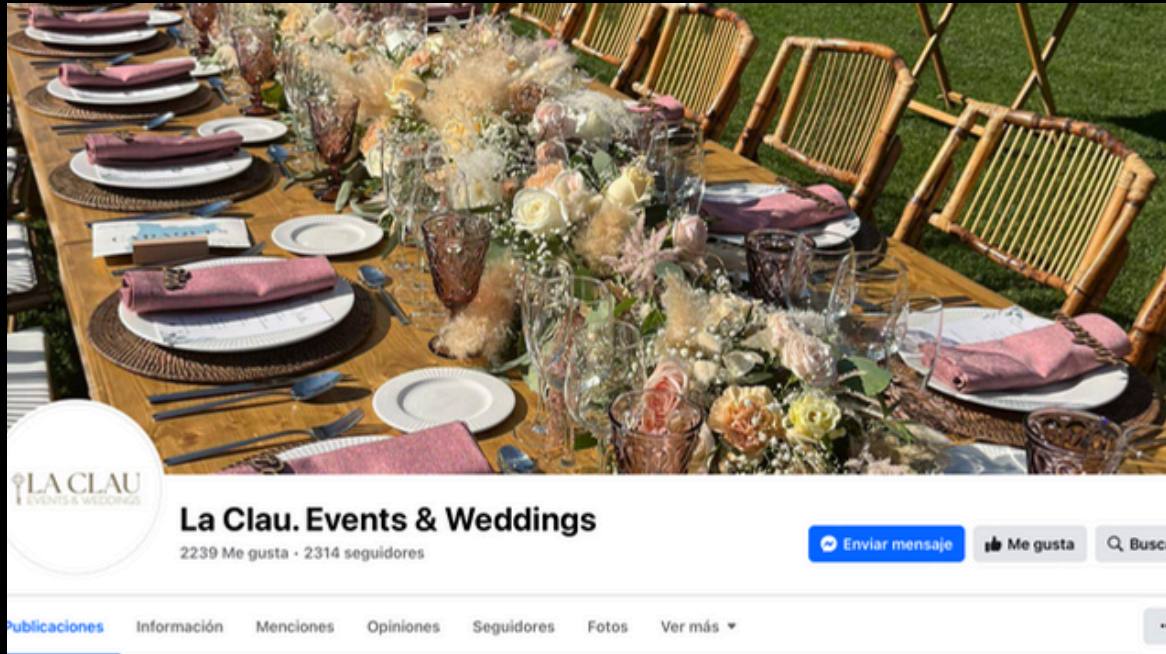 CADAQUÉS
LA CLAU
EVENTS & WEDDINGS
La Clau. Events & Weddings
2239 Me gusta · 2314 seguidores
Enviar mensaje
Me gusta
Publicaciones
Información
Menciones
Opiniones
Seguidores
Fotos
Ver más